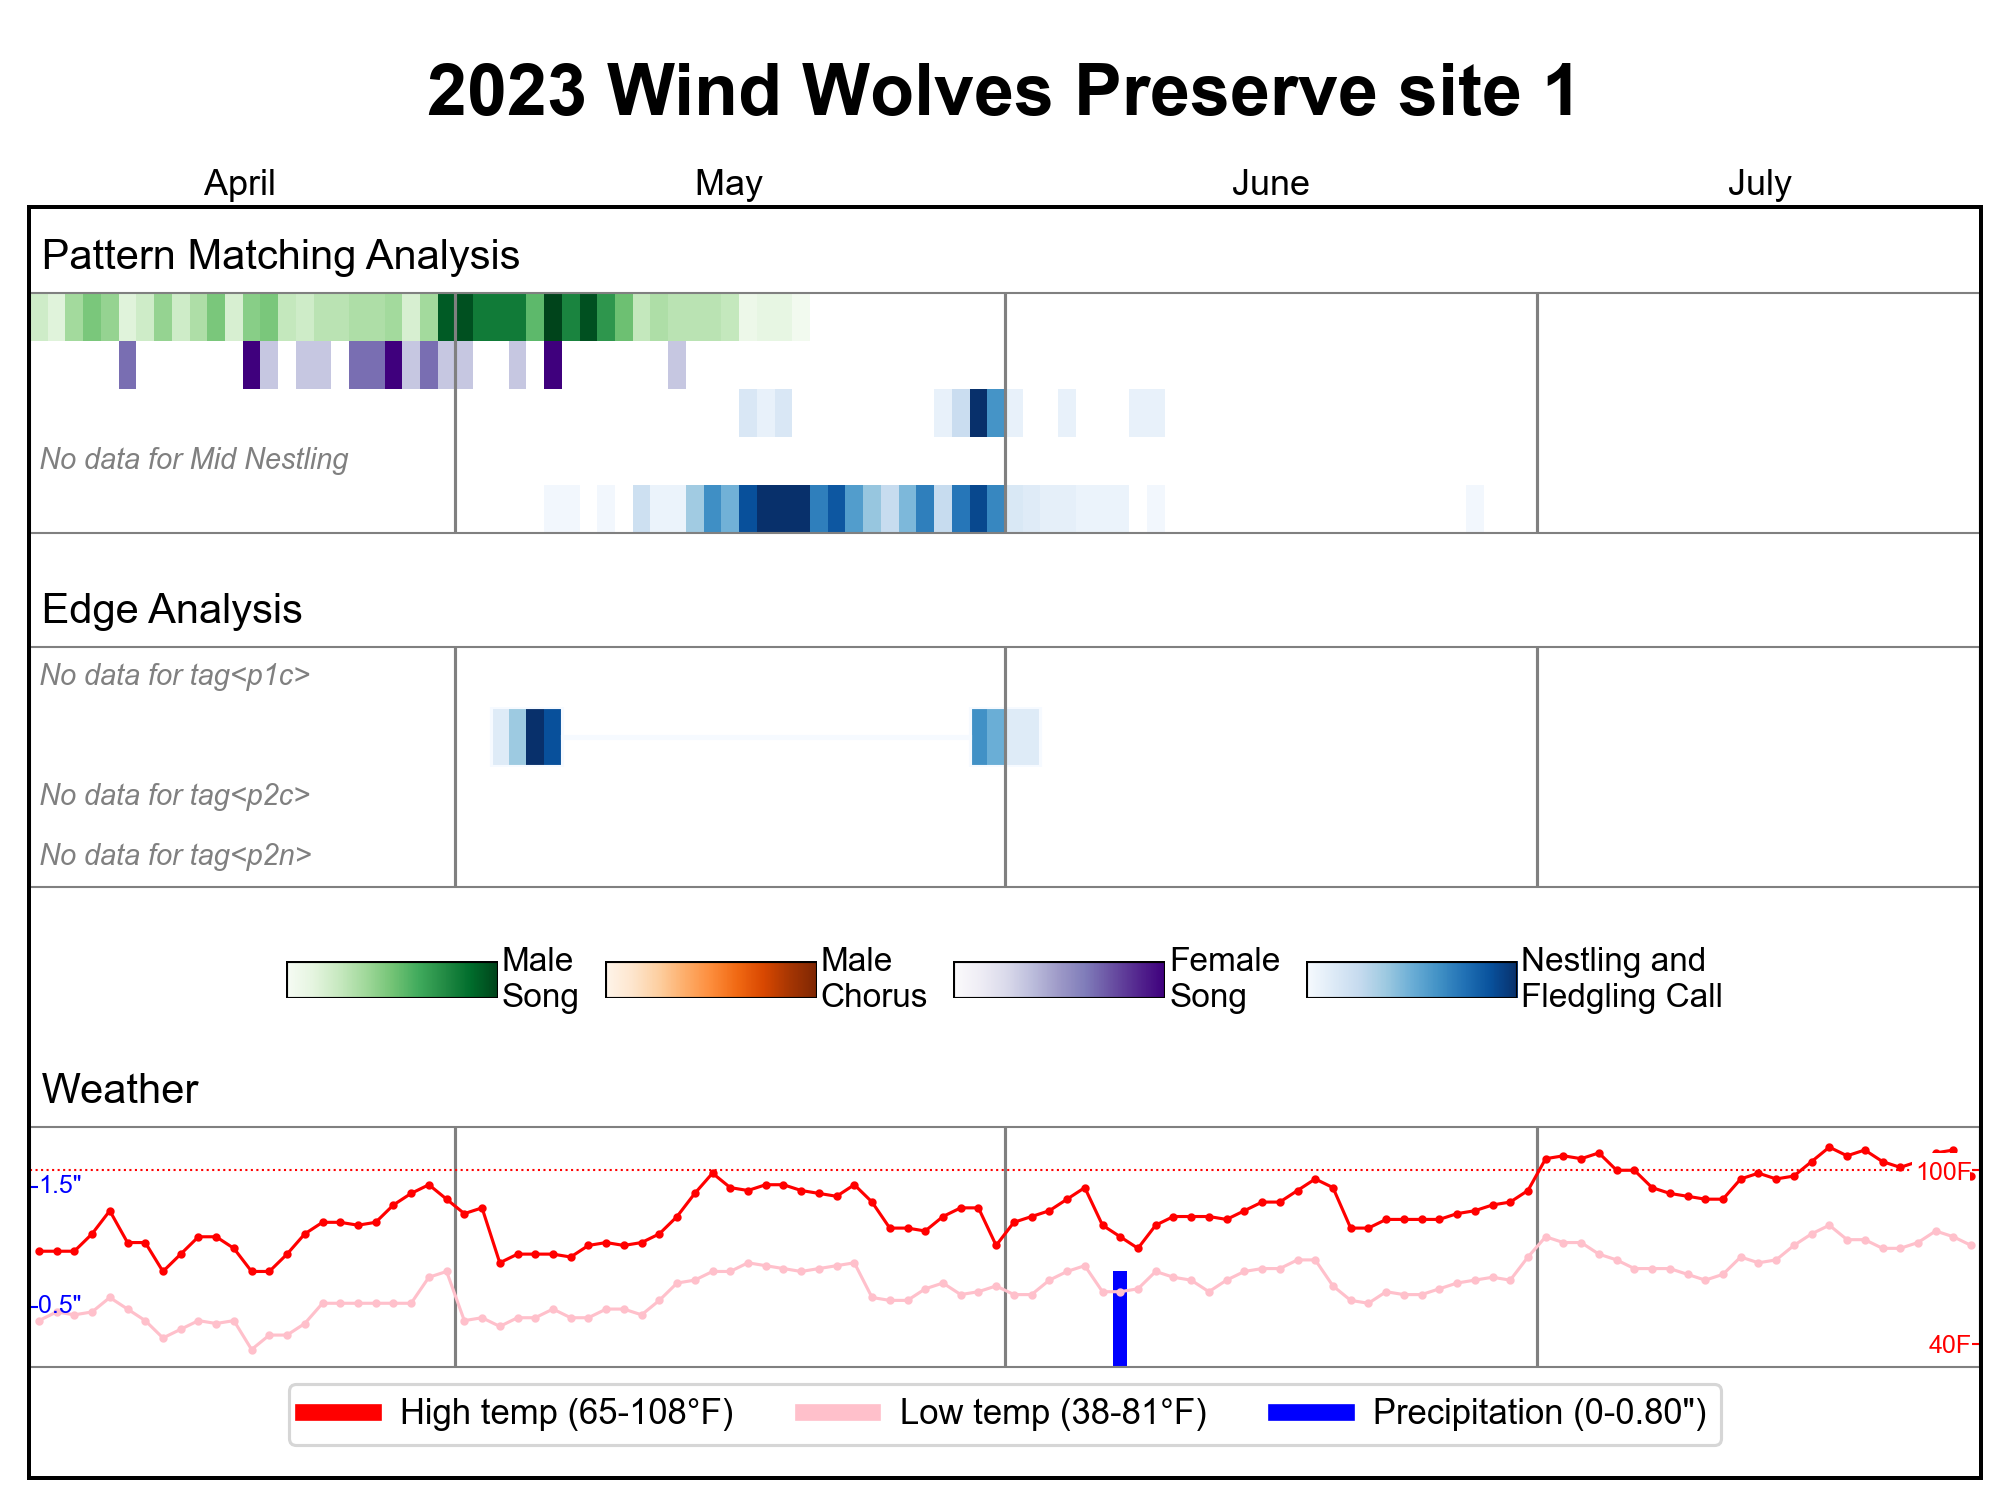 2023 Wind Wolves Preserve site 1
April May June July
Pattern Matching Analysis
No data for Mid Nestling
Edge Analysis
No data for tag<p1c>
No data for tag<p2c>
No data for tag<p2n>
Male
Song
Male
Chorus
Female
Song
Nestling and
Fledgling Call
Weather
1.5"
100F
0.5"
40F
High temp (65-108°F) Low temp (38-81°F) Precipitation (0-0.80")